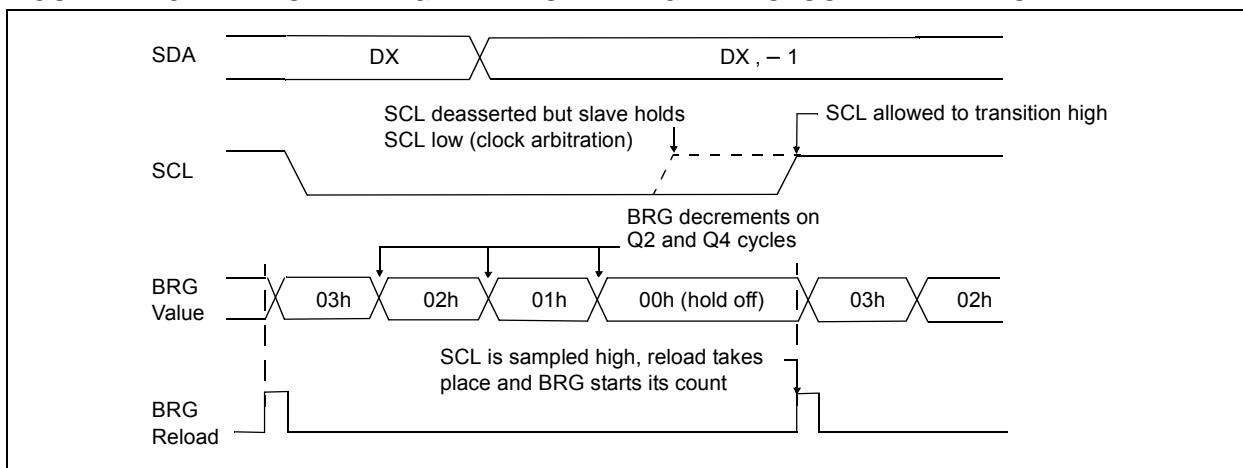 SDA DX DX , – 1
SCL deasserted but slave holds
SCL low (clock arbitration)
SCL allowed to transition high
SCL
BRG decrements on
Q2 and Q4 cycles
BRG
Value
03h 02h 01h 00h (hold off) 03h 02h
SCL is sampled high, reload takes
place and BRG starts its count
BRG
Reload